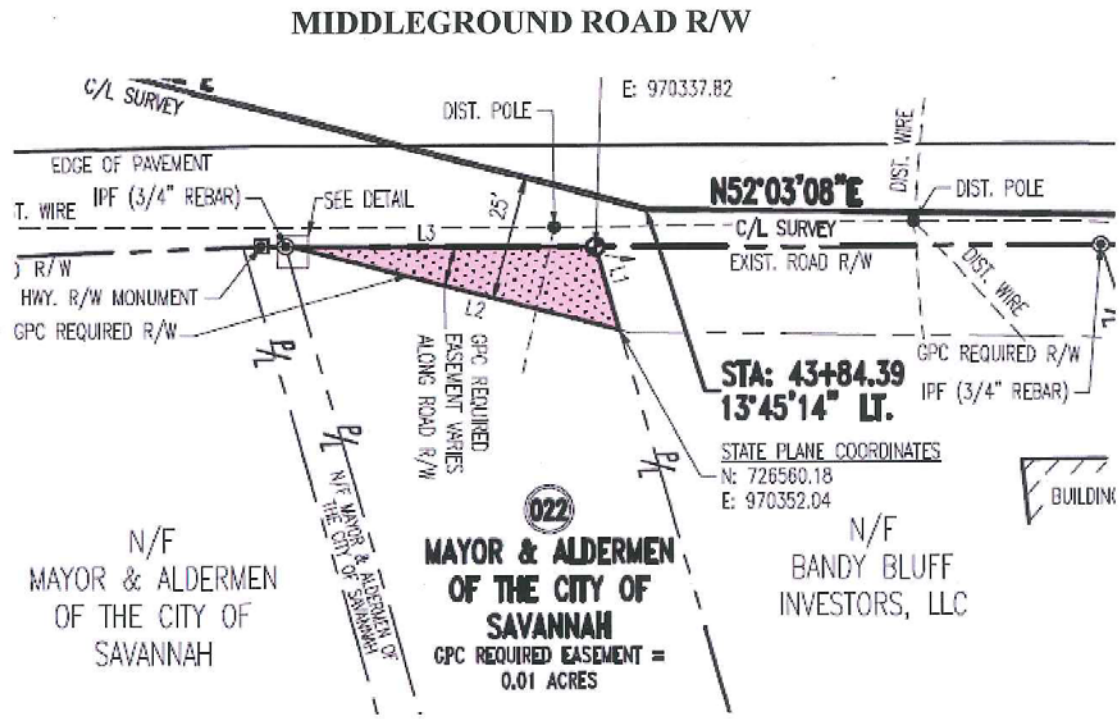 MIDDLEGROUND ROAD R/W
C/L SURVEY
E: 970337.82
DIST. POLE
DIST. WIRE
EDGE OF PAVEMENT
IPF (3/4" REBAR)
SEE DETAIL
25'
N52°03'08"E
DIST. POLE
T. WIRE
L3
C/L SURVEY
R/W
EXIST. ROAD R/W
L1
DIST. WIRE
HWY. R/W MONUMENT
L2
GPC REQUIRED R/W
GPC REQUIRED
EASEMENT VARIES
ALONG ROAD R/W
GPC REQUIRED R/W
STA: 43+84.39
13°45'14" LT.
IPF (3/4" REBAR)
P/L
P/L
P/L
STATE PLANE COORDINATES
N: 726560.18
E: 970352.04
BUILDING
N/F MAYOR & ALDERMEN OF
THE CITY OF SAVANNAH
022
N/F
MAYOR & ALDERMEN
OF THE CITY OF
SAVANNAH
MAYOR & ALDERMEN
OF THE CITY OF
SAVANNAH
GPC REQUIRED EASEMENT =
0.01 ACRES
N/F
BANDY BLUFF
INVESTORS, LLC